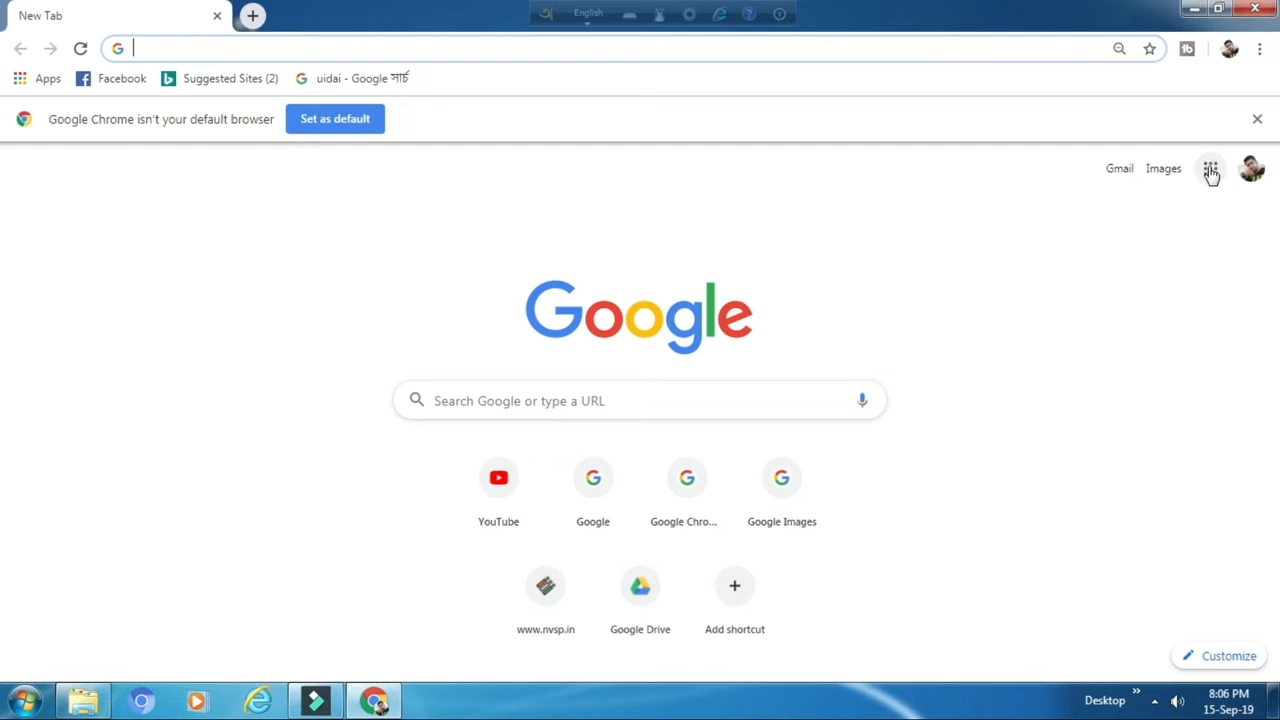 New Tab
English
Apps
Facebook
Suggested Sites (2)
uidai - Google সার্চ
Google Chrome isn't your default browser
Set as default
Gmail
Images
Google
Search Google or type a URL
YouTube
Google
Google Chro...
Google Images
www.nvsp.in
Google Drive
Add shortcut
Customize
Desktop
8:06 PM
15-Sep-19